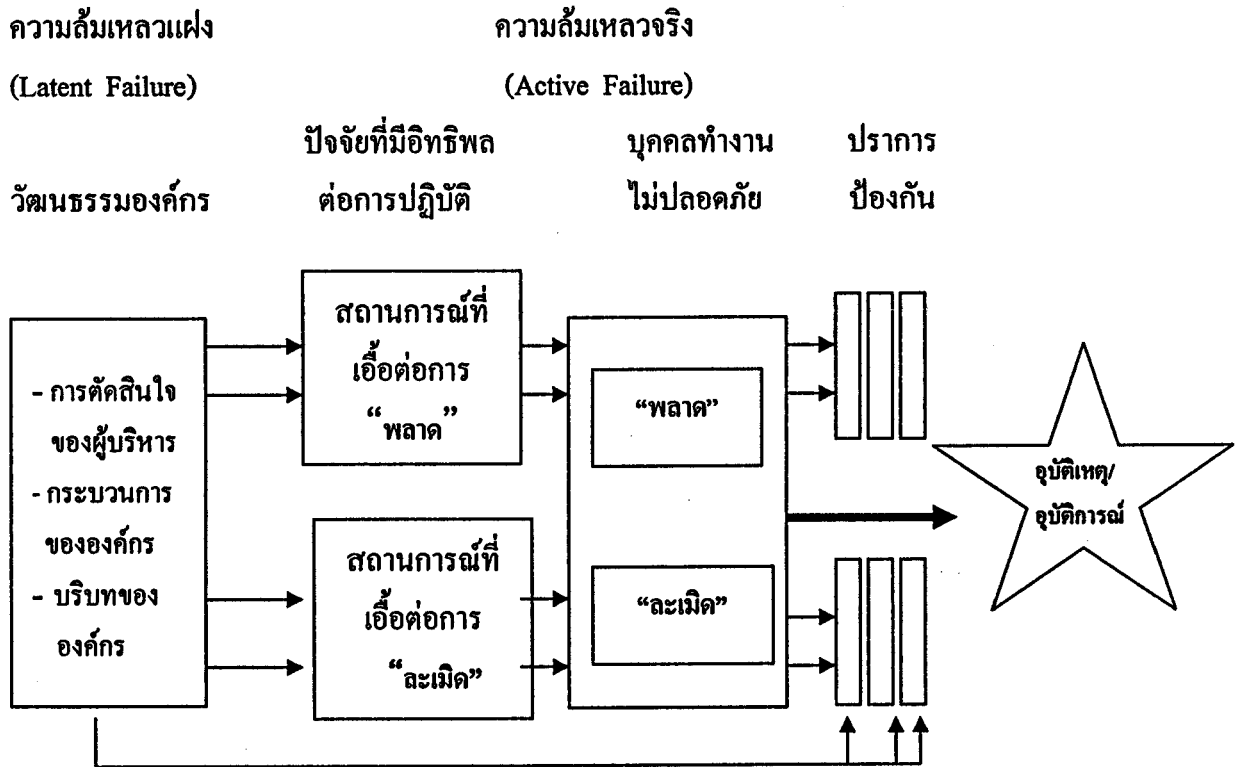 ความล้มเหลวแฝง
(Latent Failure)
ความล้มเหลวจริง
(Active Failure)
วัฒนธรรมองค์กร
ปัจจัยที่มีอิทธิพล
ต่อการปฏิบัติ
บุคคลทำงาน
ไม่ปลอดภัย
ปราการ
ป้องกัน
- การตัดสินใจ
ของผู้บริหาร
- กระบวนการ
ขององค์กร
- บริบทของ
องค์กร
สถานการณ์ที่
เอื้อต่อการ
“พลาด”
สถานการณ์ที่
เอื้อต่อการ
“ละเมิด”
“พลาด”
“ละเมิด”
อุบัติเหตุ/
อุบัติการณ์